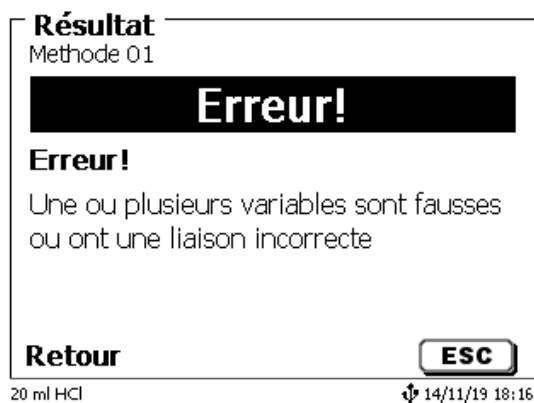 Résultat
Methode 01
Erreur!
Erreur!
Une ou plusieurs variables sont fausses
ou ont une liaison incorrecte
Retour ESC
20 ml HCl 14/11/19 18:16